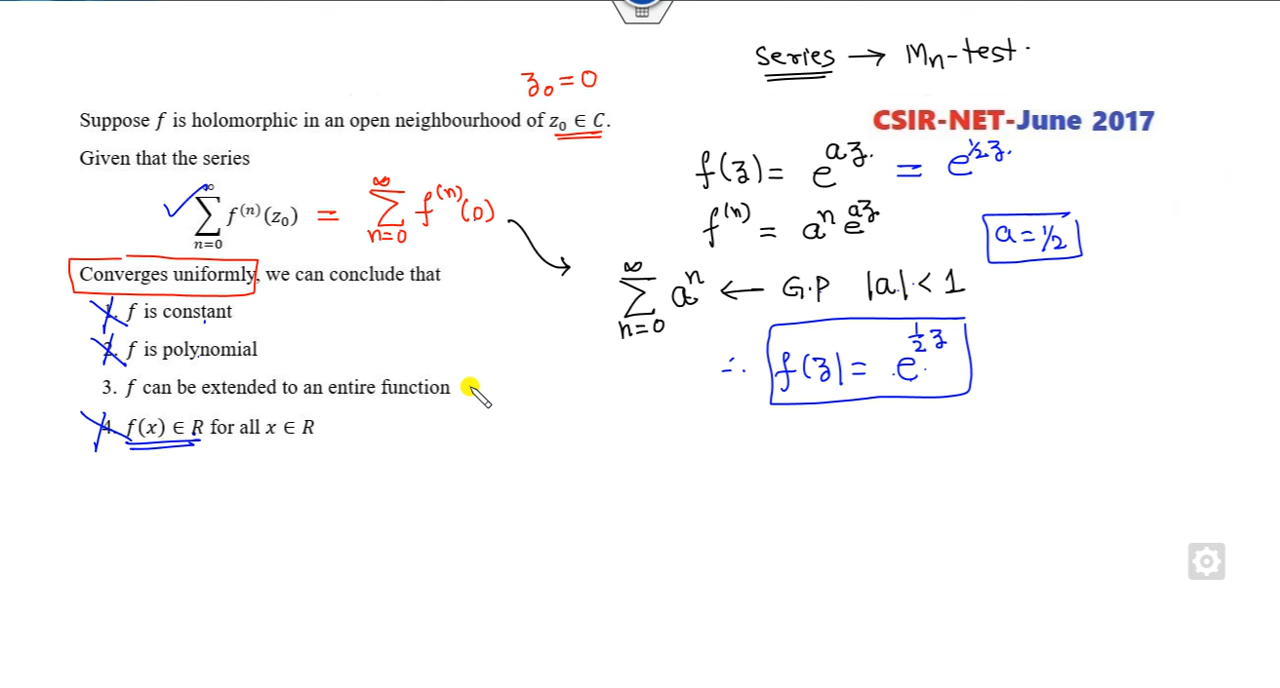 Series → Mn-test.
z₀ = 0
Suppose f is holomorphic in an open neighbourhood of z₀ ∈ C.
CSIR-NET-June 2017
Given that the series
f(z) = e^{az.} = e^{½z.}
∑_{n=0}^{∞} f⁽ⁿ⁾(z₀) = ∑_{n=0}^{∞} f⁽ⁿ⁾(0)
f⁽ⁿ⁾ = aⁿ e^{az.}
a = ½
Converges uniformly, we can conclude that
∑_{n=0}^{∞} aⁿ ← G.P |a| < 1
1. f is constant
2. f is polynomial
∴ f(z) = e^{½z}
3. f can be extended to an entire function
4. f(x) ∈ R for all x ∈ R